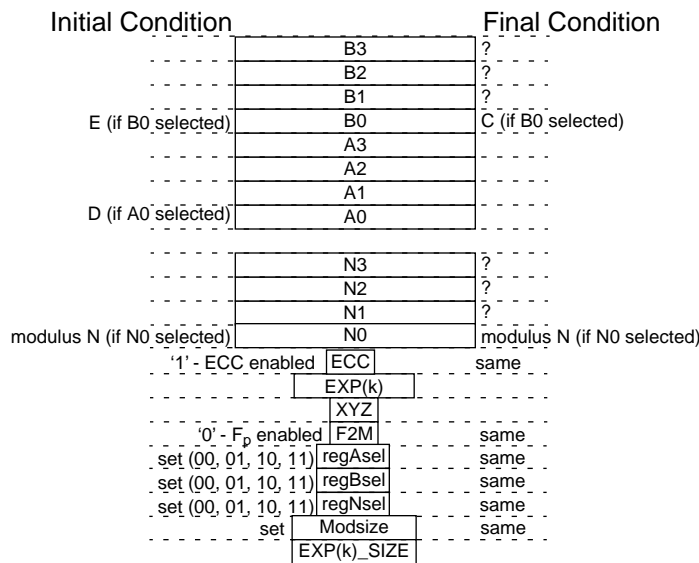 Initial Condition Final Condition
B3 ?
B2 ?
B1 ?
E (if B0 selected) B0 C (if B0 selected)
A3
A2
A1
D (if A0 selected) A0
N3 ?
N2 ?
N1 ?
modulus N (if N0 selected) N0 modulus N (if N0 selected)
‘1’ - ECC enabled ECC same
EXP(k)
XYZ
‘0’ - Fp enabled F2M same
set (00, 01, 10, 11) regAsel same
set (00, 01, 10, 11) regBsel same
set (00, 01, 10, 11) regNsel same
set Modsize same
EXP(k)_SIZE